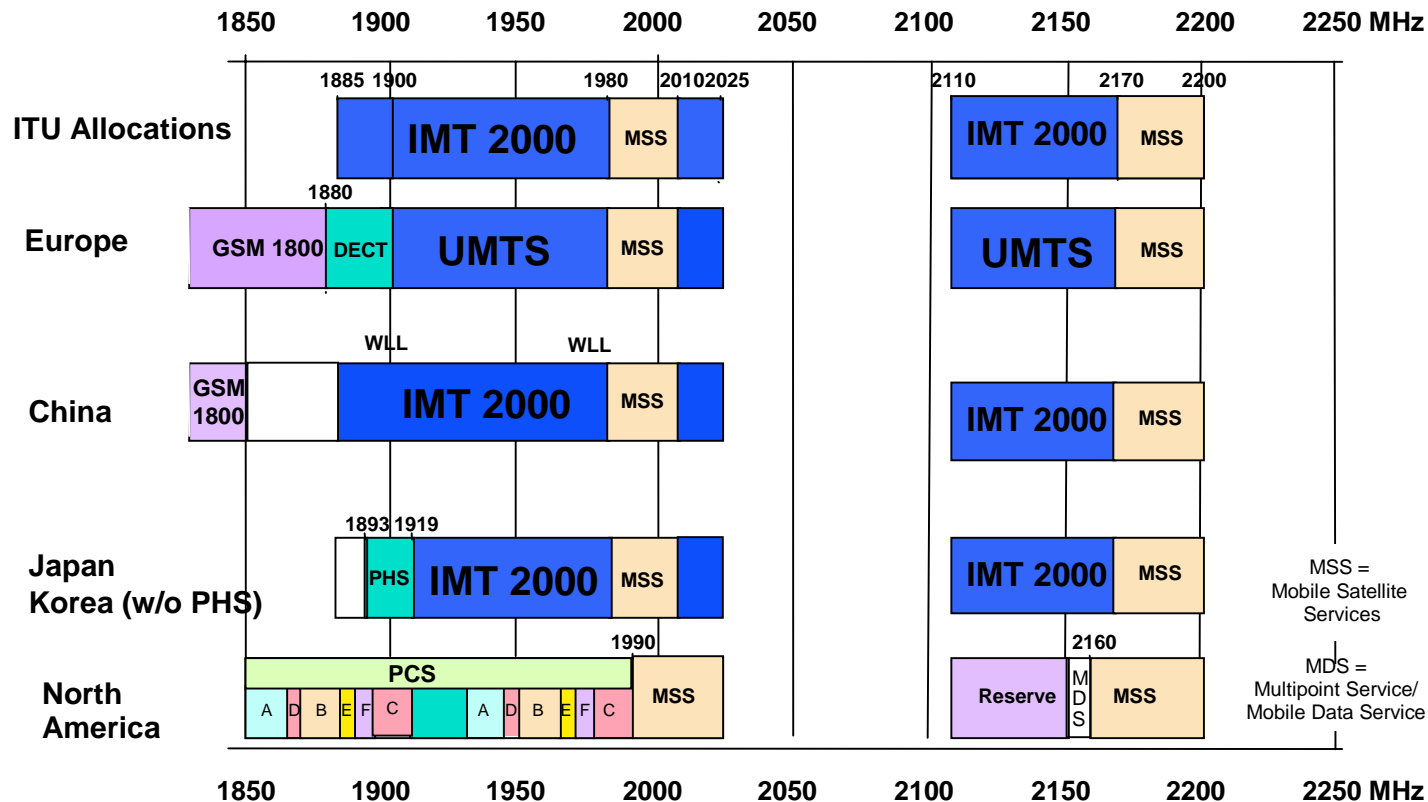 1850 1900 1950 2000 2050 2100 2150 2200 2250 MHz
1885 1900 1980 2010 2025 2110 2170 2200
ITU Allocations
IMT 2000 MSS IMT 2000 MSS
1880
Europe
GSM 1800 DECT UMTS MSS UMTS MSS
WLL WLL
China
GSM
1800
IMT 2000 MSS IMT 2000 MSS
1893 1919
Japan
Korea (w/o PHS)
PHS IMT 2000 MSS IMT 2000 MSS
MSS =
Mobile Satellite
Services
1990 2160
North
America
PCS
A D B E F C A D B E F C
MSS
Reserve
M
D
S
MSS
MDS =
Multipoint Service/
Mobile Data Service
1850 1900 1950 2000 2050 2100 2150 2200 2250 MHz